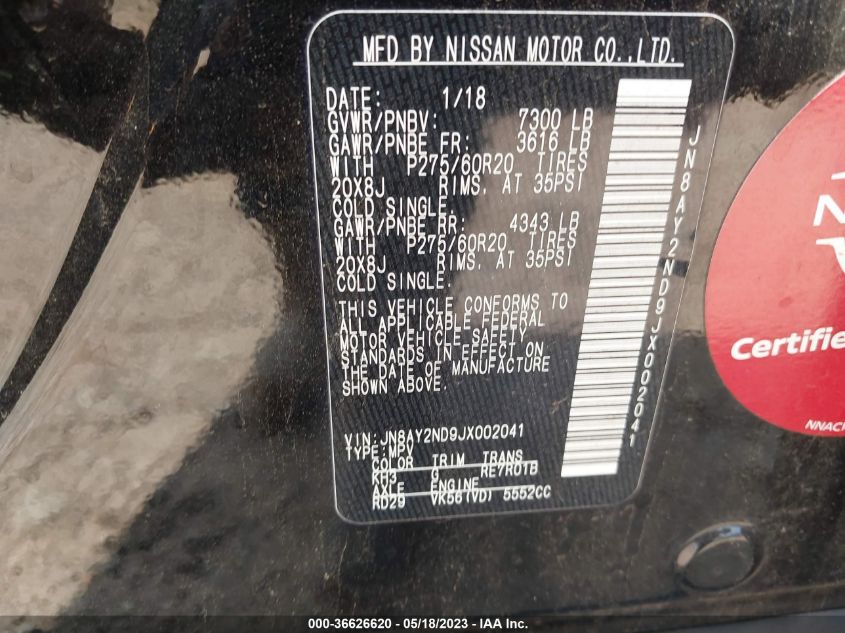 MFD BY NISSAN MOTOR CO.,LTD.
DATE: 1/18
GVWR/PNBV: 7300 LB
GAWR/PNBE FR: 3616 LB
WITH P275/60R20 TIRES
20X8J RIMS, AT 35PSI
COLD SINGLE.
GAWR/PNBE RR: 4343 LB
WITH P275/60R20 TIRES
20X8J RIMS, AT 35PSI
COLD SINGLE.
THIS VEHICLE CONFORMS TO
ALL APPLICABLE FEDERAL
MOTOR VEHICLE SAFETY
STANDARDS IN EFFECT ON
THE DATE OF MANUFACTURE
SHOWN ABOVE.
VIN:JN8AY2ND9JX002041
TYPE:MPV
COLOR TRIM TRANS
KH3 G RE7R01B
AXLE ENGINE
RD29 VK56(VD) 5552CC
JN8AY2ND9JX002041
Certifie
NNACH
000-36626620 - 05/18/2023 - IAA Inc.